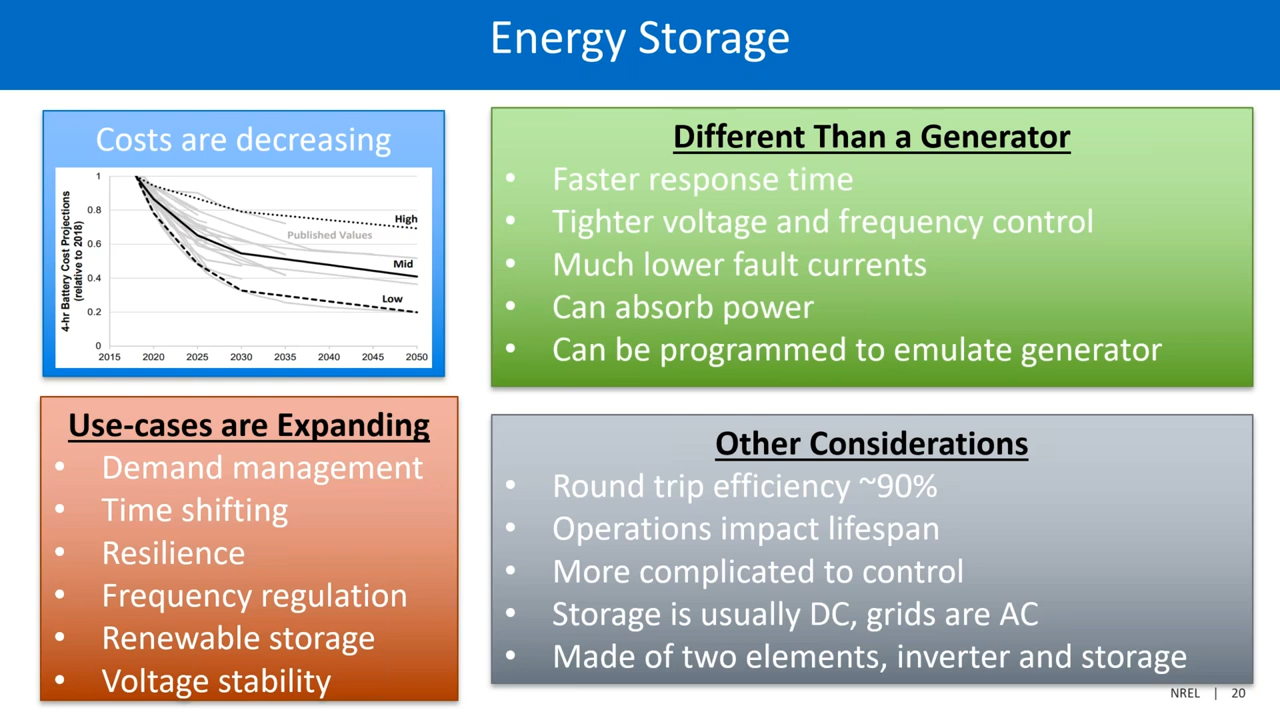 Energy Storage
Costs are decreasing
4-hr Battery Cost Projections
(relative to 2018)
1
0.8
0.6
0.4
0.2
0
High
Published Values
Mid
Low
2015 2020 2025 2030 2035 2040 2045 2050
Different Than a Generator
• Faster response time
• Tighter voltage and frequency control
• Much lower fault currents
• Can absorb power
• Can be programmed to emulate generator
Use-cases are Expanding
• Demand management
• Time shifting
• Resilience
• Frequency regulation
• Renewable storage
• Voltage stability
Other Considerations
• Round trip efficiency ~90%
• Operations impact lifespan
• More complicated to control
• Storage is usually DC, grids are AC
• Made of two elements, inverter and storage
NREL | 20